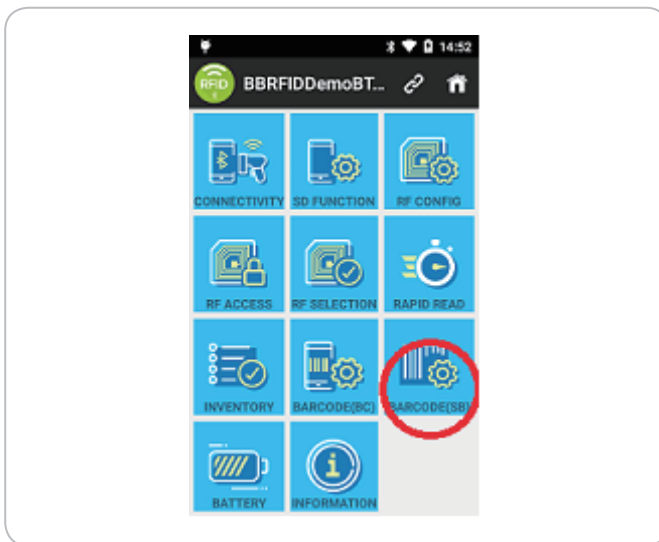 14:52
RFID
BBRFIDDemoBT...
CONNECTIVITY SD FUNCTION RF CONFIG
RF ACCESS RF SELECTION RAPID READ
INVENTORY BARCODE(BC) BARCODE(SB)
BATTERY INFORMATION